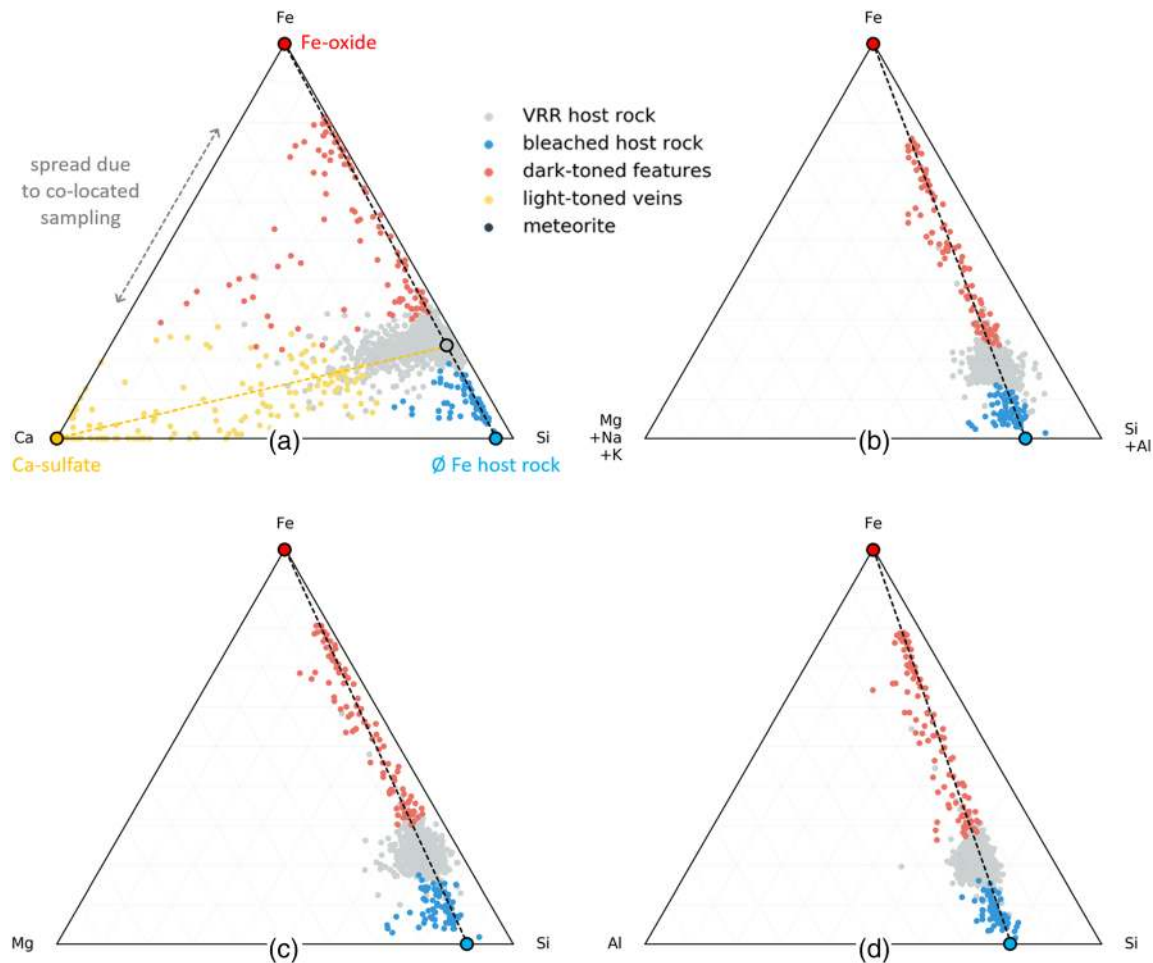 Fe
Fe-oxide
spread due
to co-located
sampling
Ca
Ca-sulfate
(a)
Si
Ø Fe host rock
VRR host rock
bleached host rock
dark-toned features
light-toned veins
meteorite
Fe
Mg
+Na
+K
(b)
Si
+Al
Fe
Mg
(c)
Si
Fe
Al
(d)
Si